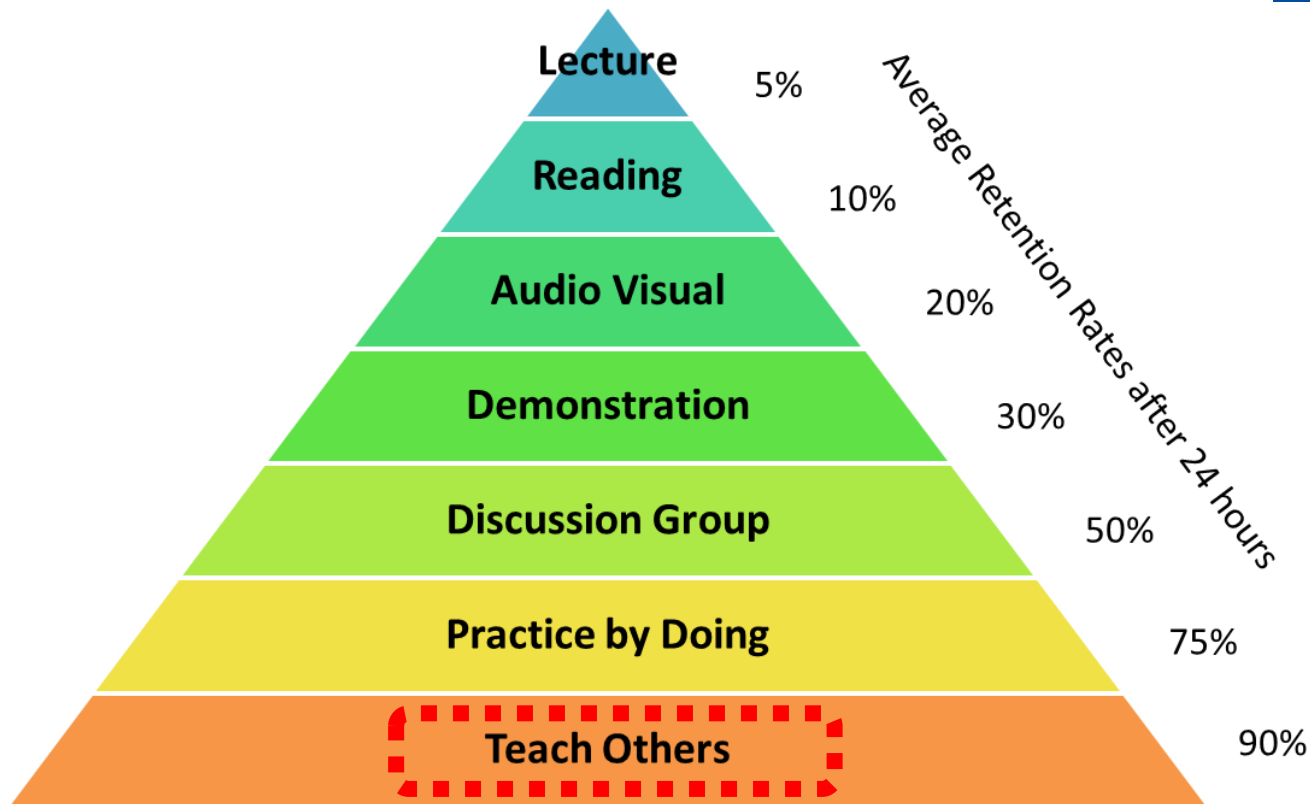 Lecture
5%
Reading
10%
Audio Visual
20%
Demonstration
30%
Discussion Group
50%
Practice by Doing
75%
Teach Others
90%
Average Retention Rates after 24 hours